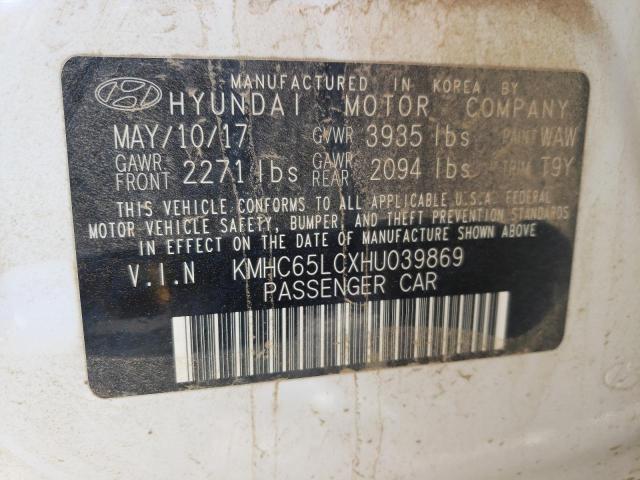 MANUFACTURED IN KOREA BY
HYUNDAI MOTOR COMPANY
MAY/10/17 GVWR 3935 lbs PAINT WAW
GAWR FRONT 2271 lbs GAWR REAR 2094 lbs TRIM T9Y
THIS VEHICLE CONFORMS TO ALL APPLICABLE U.S.A. FEDERAL
MOTOR VEHICLE SAFETY, BUMPER, AND THEFT PREVENTION STANDARDS
IN EFFECT ON THE DATE OF MANUFACTURE SHOWN ABOVE.
V.I.N KMHC65LCXHU039869
PASSENGER CAR